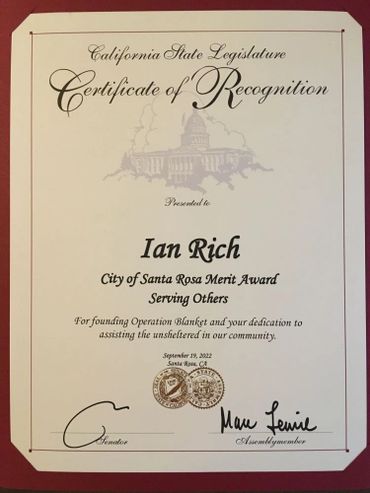 California State Legislature
Certificate of Recognition
Presented to
Ian Rich
City of Santa Rosa Merit Award
Serving Others
For founding Operation Blanket and your dedication to
assisting the unsheltered in our community.
September 19, 2022
Santa Rosa, CA
Senator
Assemblymember